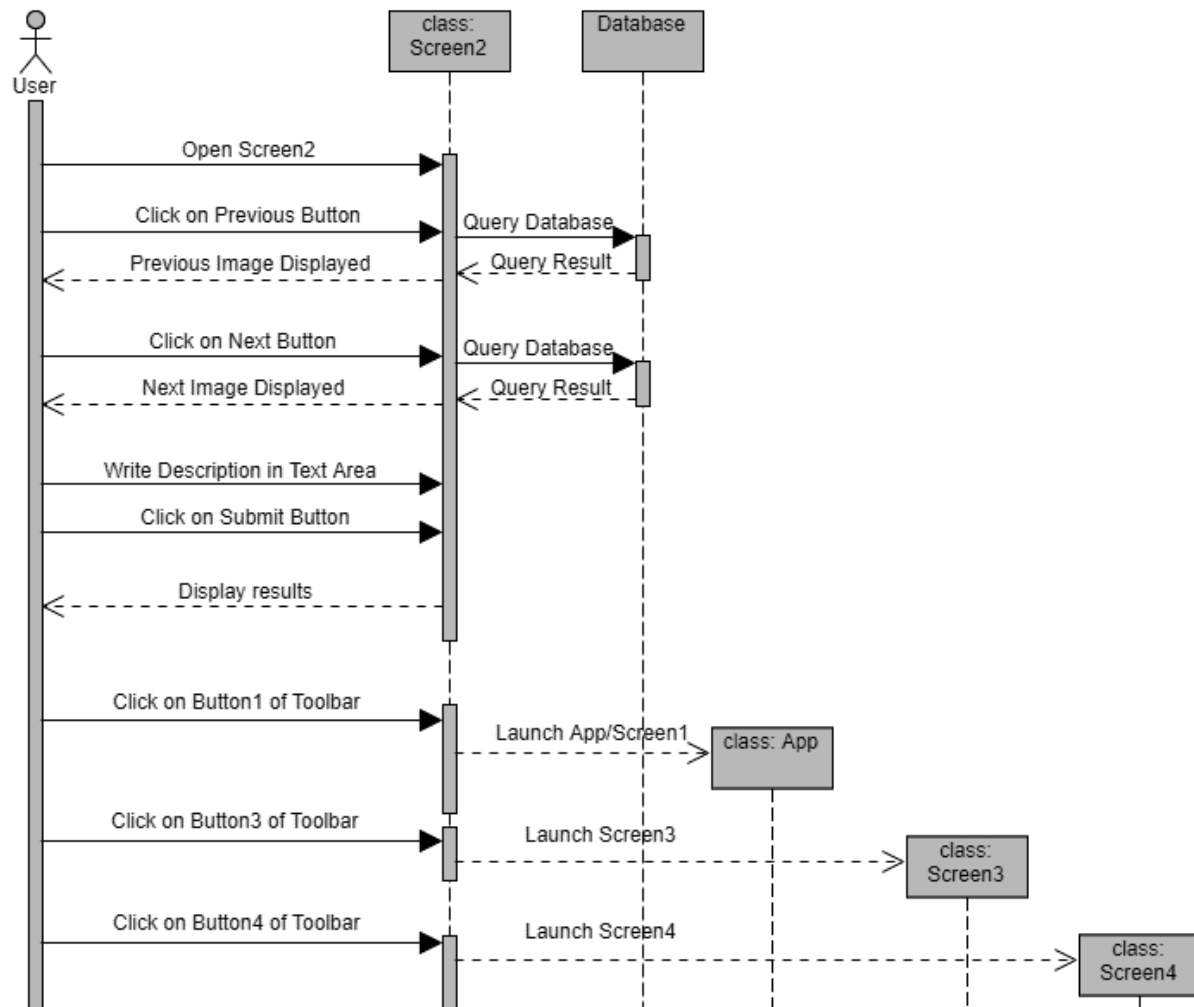 class:
Screen2
Database
User
Open Screen2
Click on Previous Button
Query Database
Previous Image Displayed
Query Result
Click on Next Button
Query Database
Next Image Displayed
Query Result
Write Description in Text Area
Click on Submit Button
Display results
Click on Button1 of Toolbar
Launch App/Screen1
class: App
Click on Button3 of Toolbar
Launch Screen3
class:
Screen3
Click on Button4 of Toolbar
Launch Screen4
class:
Screen4